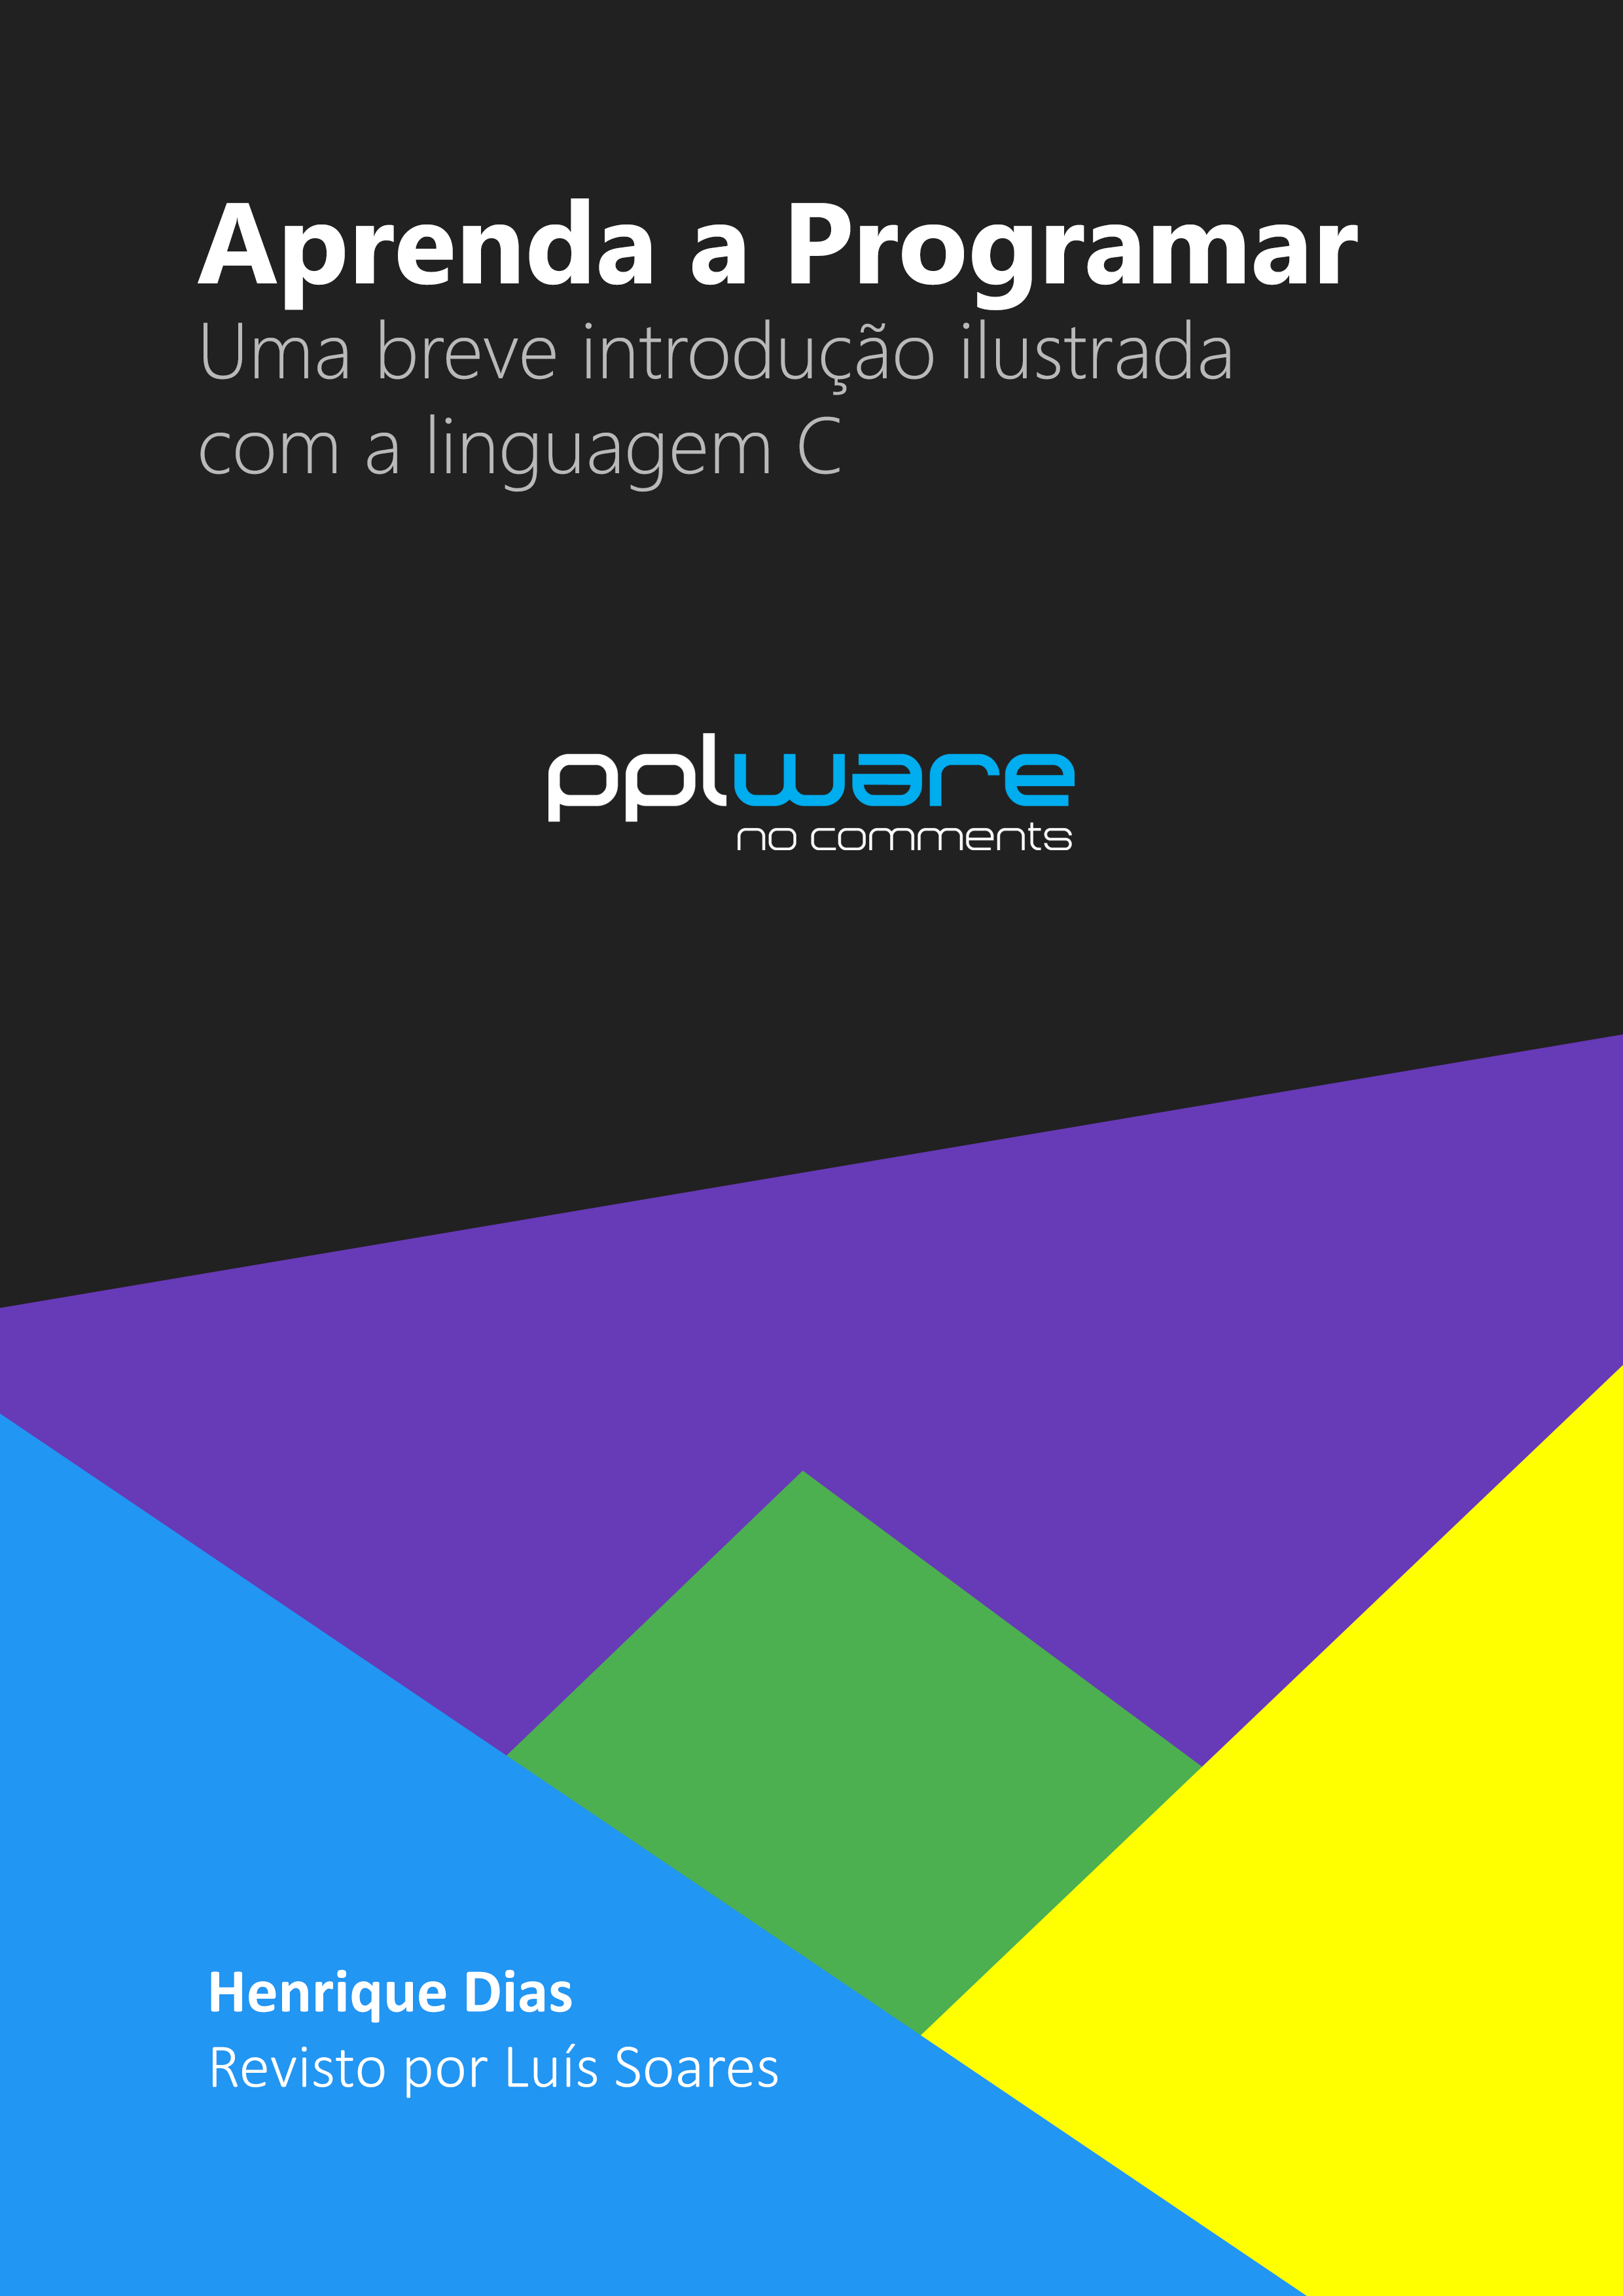 Aprenda a Programar
Uma breve introdução ilustrada
com a linguagem C
pplware
no comments
Henrique Dias
Revisto por Luís Soares